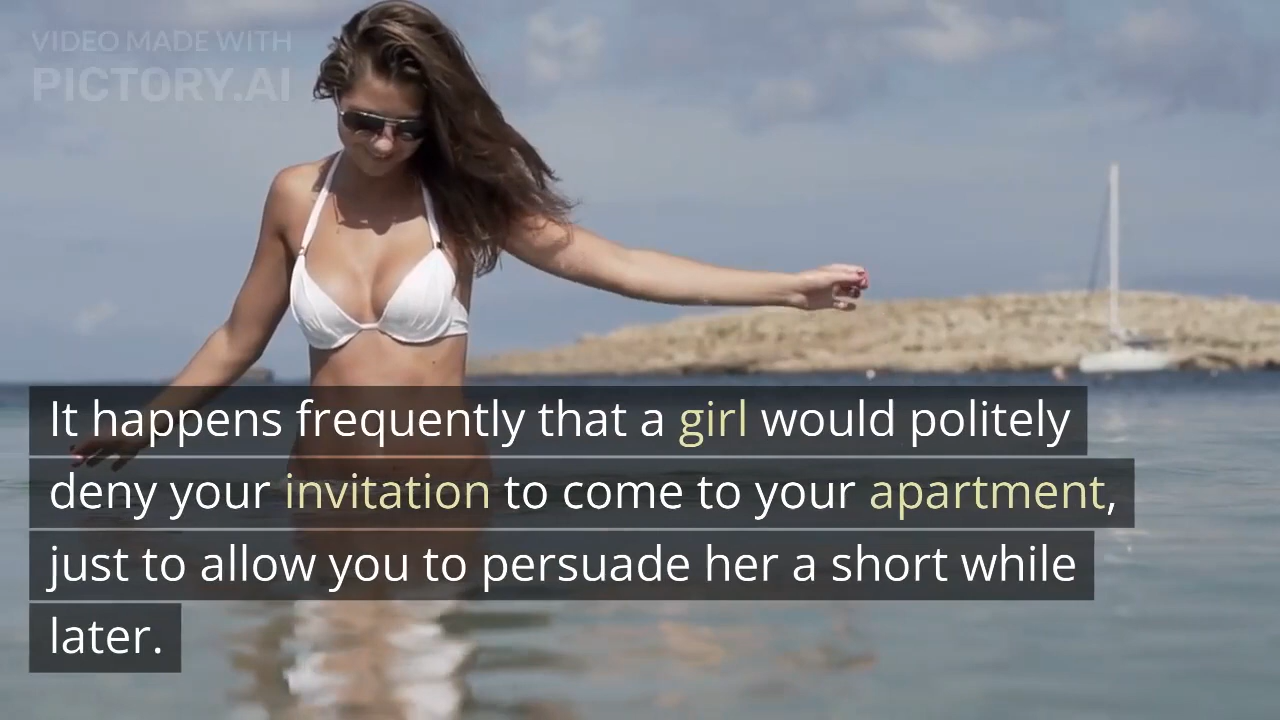 VIDEO MADE WITH
PICTORY.AI
It happens frequently that a girl would politely
deny your invitation to come to your apartment,
just to allow you to persuade her a short while
later.